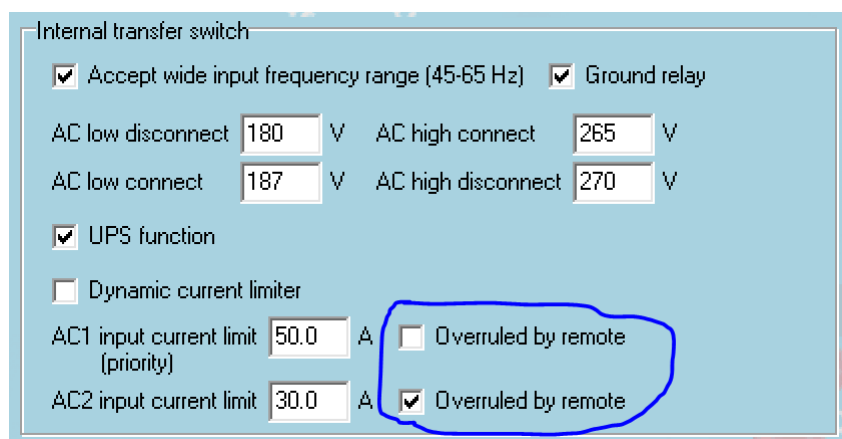 Internal transfer switch
Accept wide input frequency range (45-65 Hz) Ground relay
AC low disconnect 180 V AC high connect 265 V
AC low connect 187 V AC high disconnect 270 V
UPS function
Dynamic current limiter
AC1 input current limit 50.0 A Overruled by remote
(priority)
AC2 input current limit 30.0 A Overruled by remote